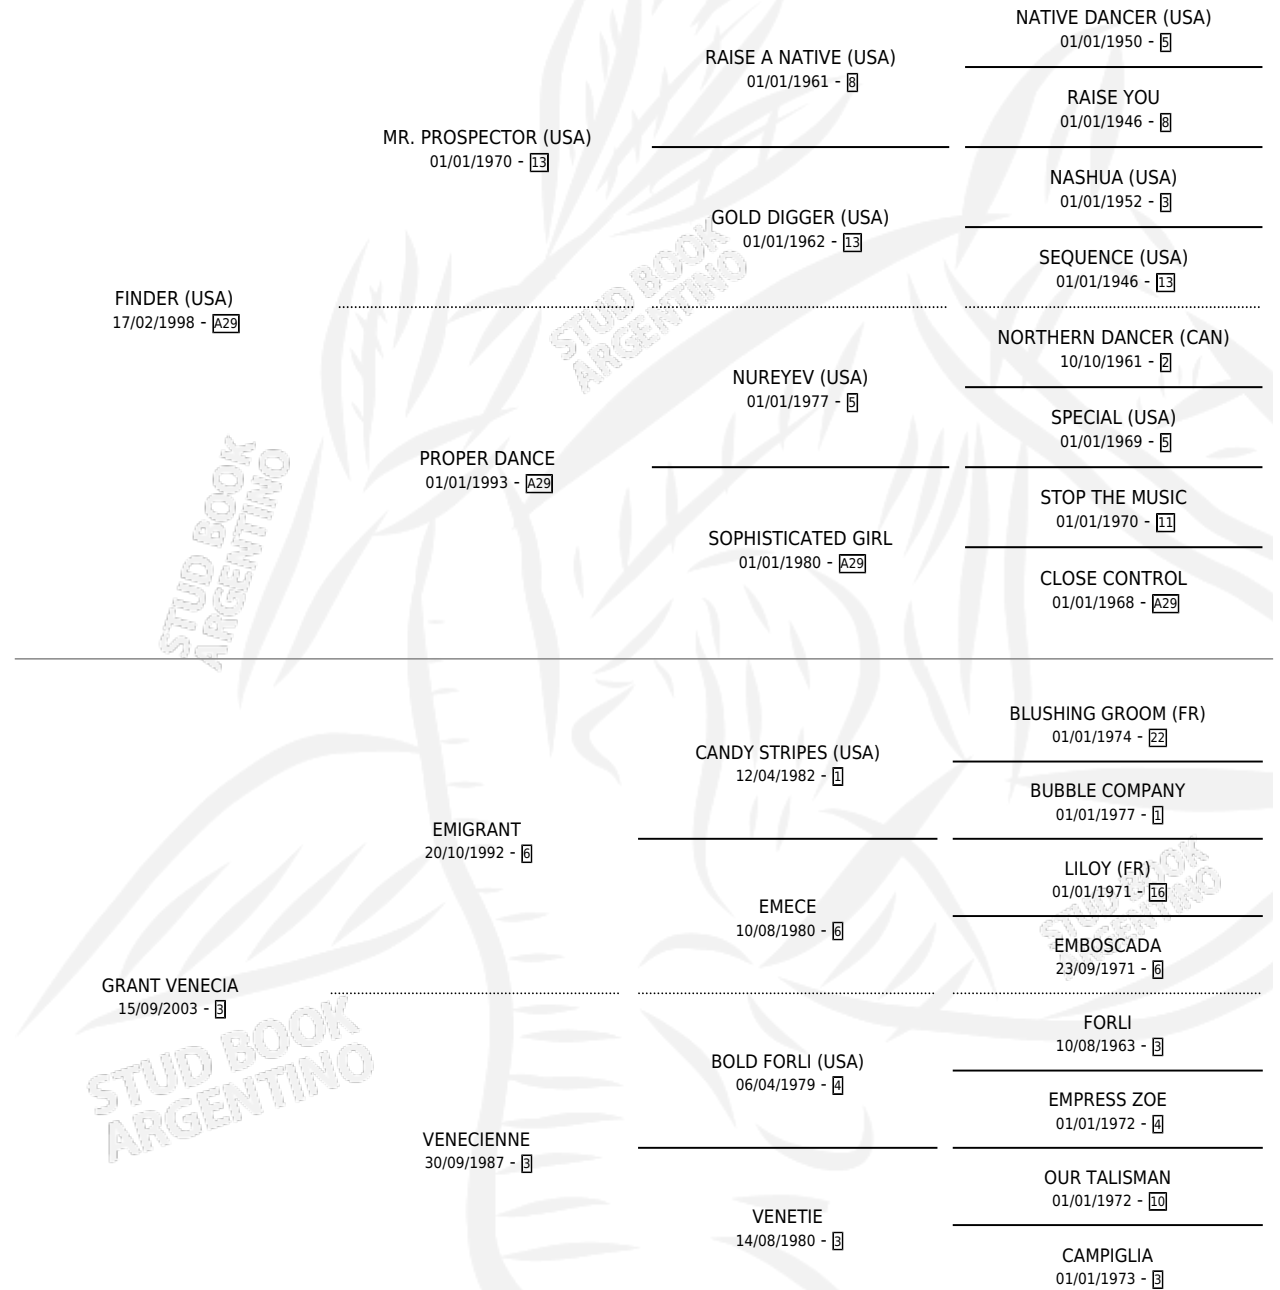 NATIVE DANCER (USA)
01/01/1950 - 5
RAISE A NATIVE (USA)
01/01/1961 - 8
RAISE YOU
01/01/1946 - 8
MR. PROSPECTOR (USA)
01/01/1970 - 13
NASHUA (USA)
01/01/1952 - 3
GOLD DIGGER (USA)
01/01/1962 - 13
SEQUENCE (USA)
01/01/1946 - 13
FINDER (USA)
17/02/1998 - A29
STUD BOOK
ARGENTINO
NORTHERN DANCER (CAN)
10/10/1961 - 2
NUREYEV (USA)
01/01/1977 - 5
SPECIAL (USA)
01/01/1969 - 5
PROPER DANCE
01/01/1993 - A29
STOP THE MUSIC
01/01/1970 - 11
SOPHISTICATED GIRL
01/01/1980 - A29
CLOSE CONTROL
01/01/1968 - A29
STUD BOOK
ARGENTINO
BLUSHING GROOM (FR)
01/01/1974 - 22
CANDY STRIPES (USA)
12/04/1982 - 1
BUBBLE COMPANY
01/01/1977 - 1
EMIGRANT
20/10/1992 - 6
LILOY (FR)
01/01/1971 - 16
EMECE
10/08/1980 - 6
STUD BOOK
ARGENTINO
EMBOSCADA
23/09/1971 - 6
GRANT VENECIA
15/09/2003 - 3
STUD BOOK
ARGENTINO
FORLI
10/08/1963 - 3
BOLD FORLI (USA)
06/04/1979 - 4
EMPRESS ZOE
01/01/1972 - 4
VENECIENNE
30/09/1987 - 3
OUR TALISMAN
01/01/1972 - 10
VENETIE
14/08/1980 - 3
CAMPIGLIA
01/01/1973 - 3